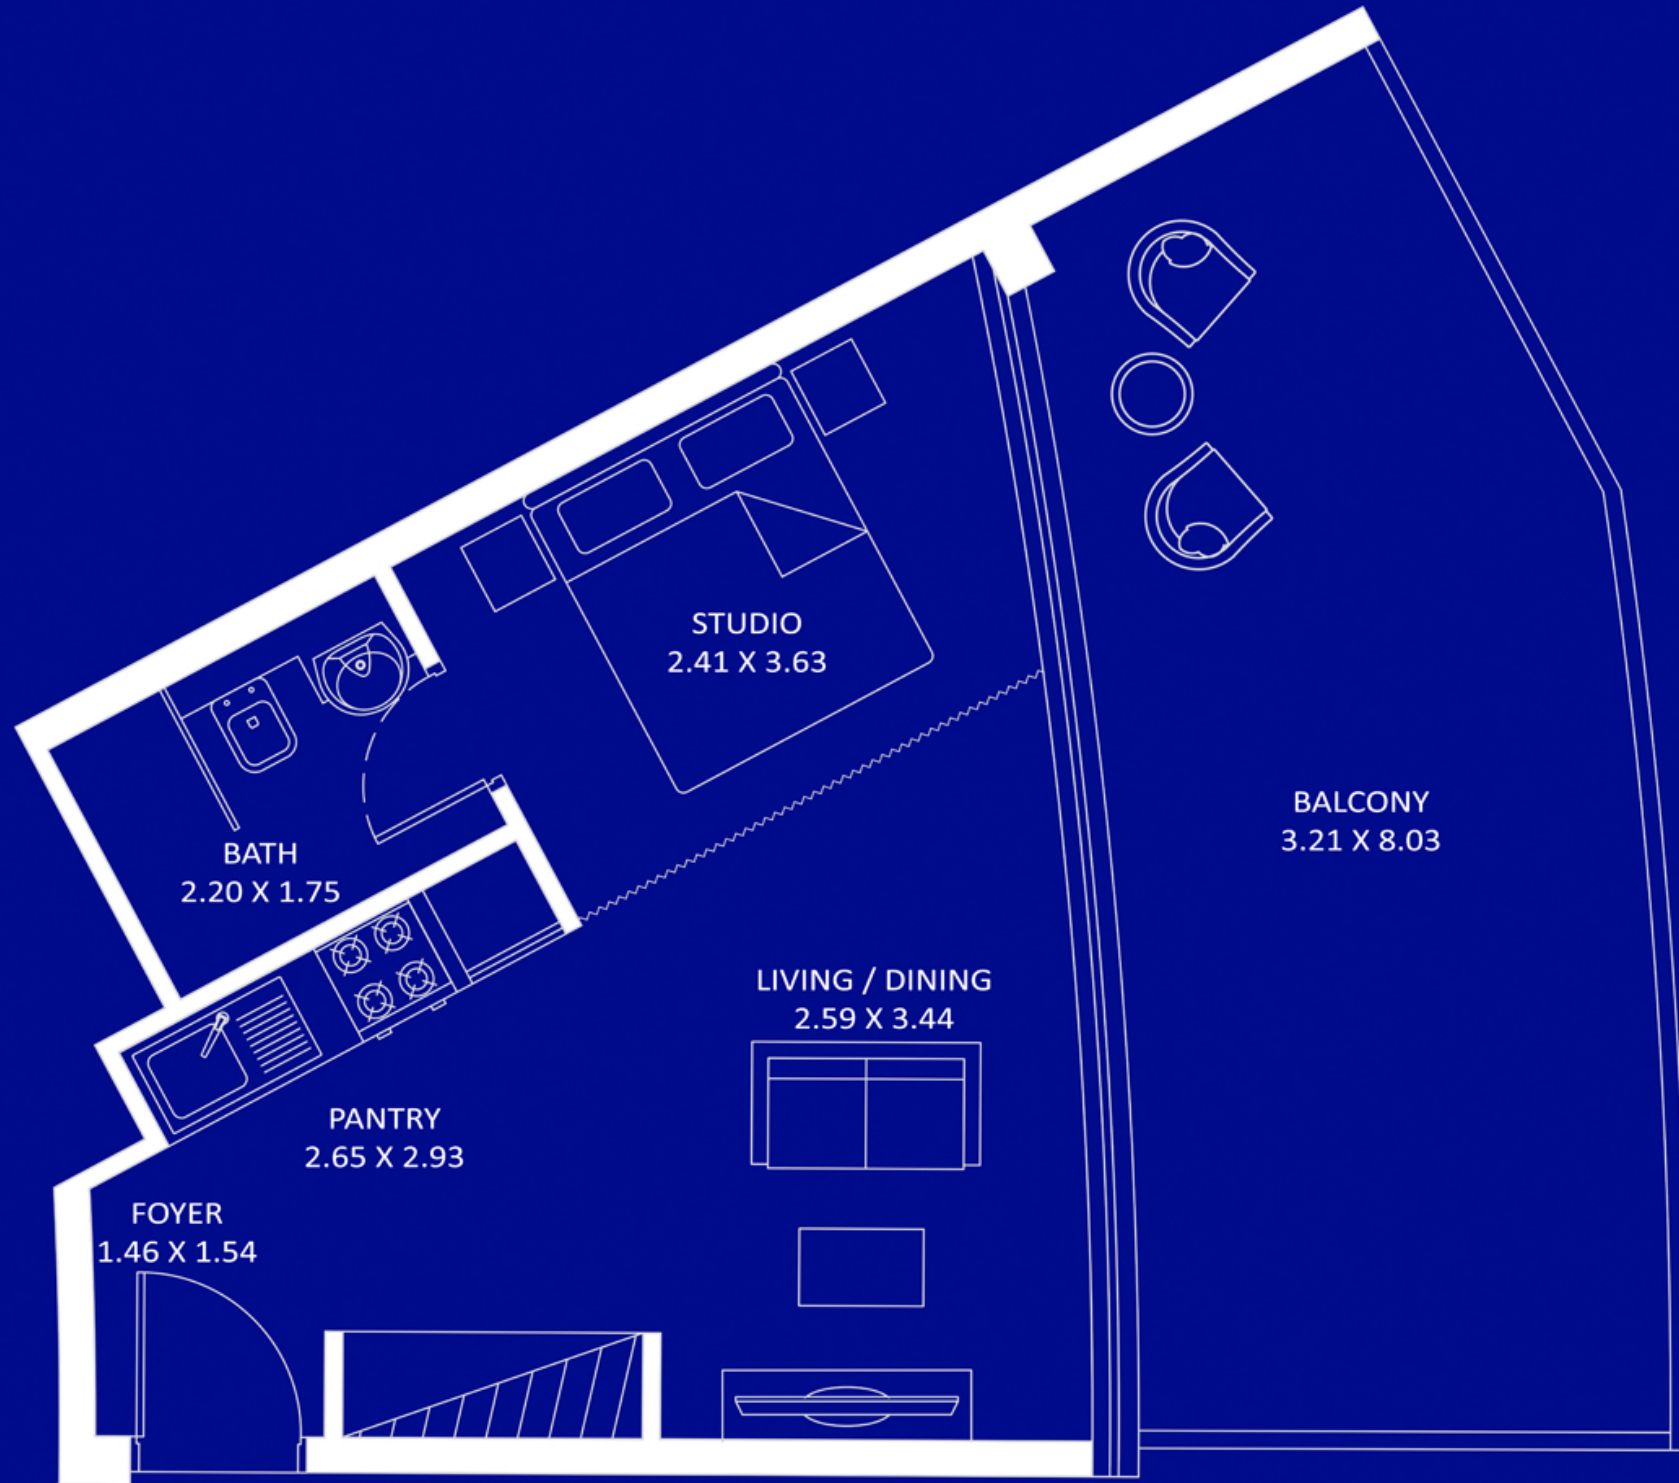 STUDIO
2.41 X 3.63
BALCONY
3.21 X 8.03
BATH
2.20 X 1.75
LIVING / DINING
2.59 X 3.44
PANTRY
2.65 X 2.93
FOYER
1.46 X 1.54